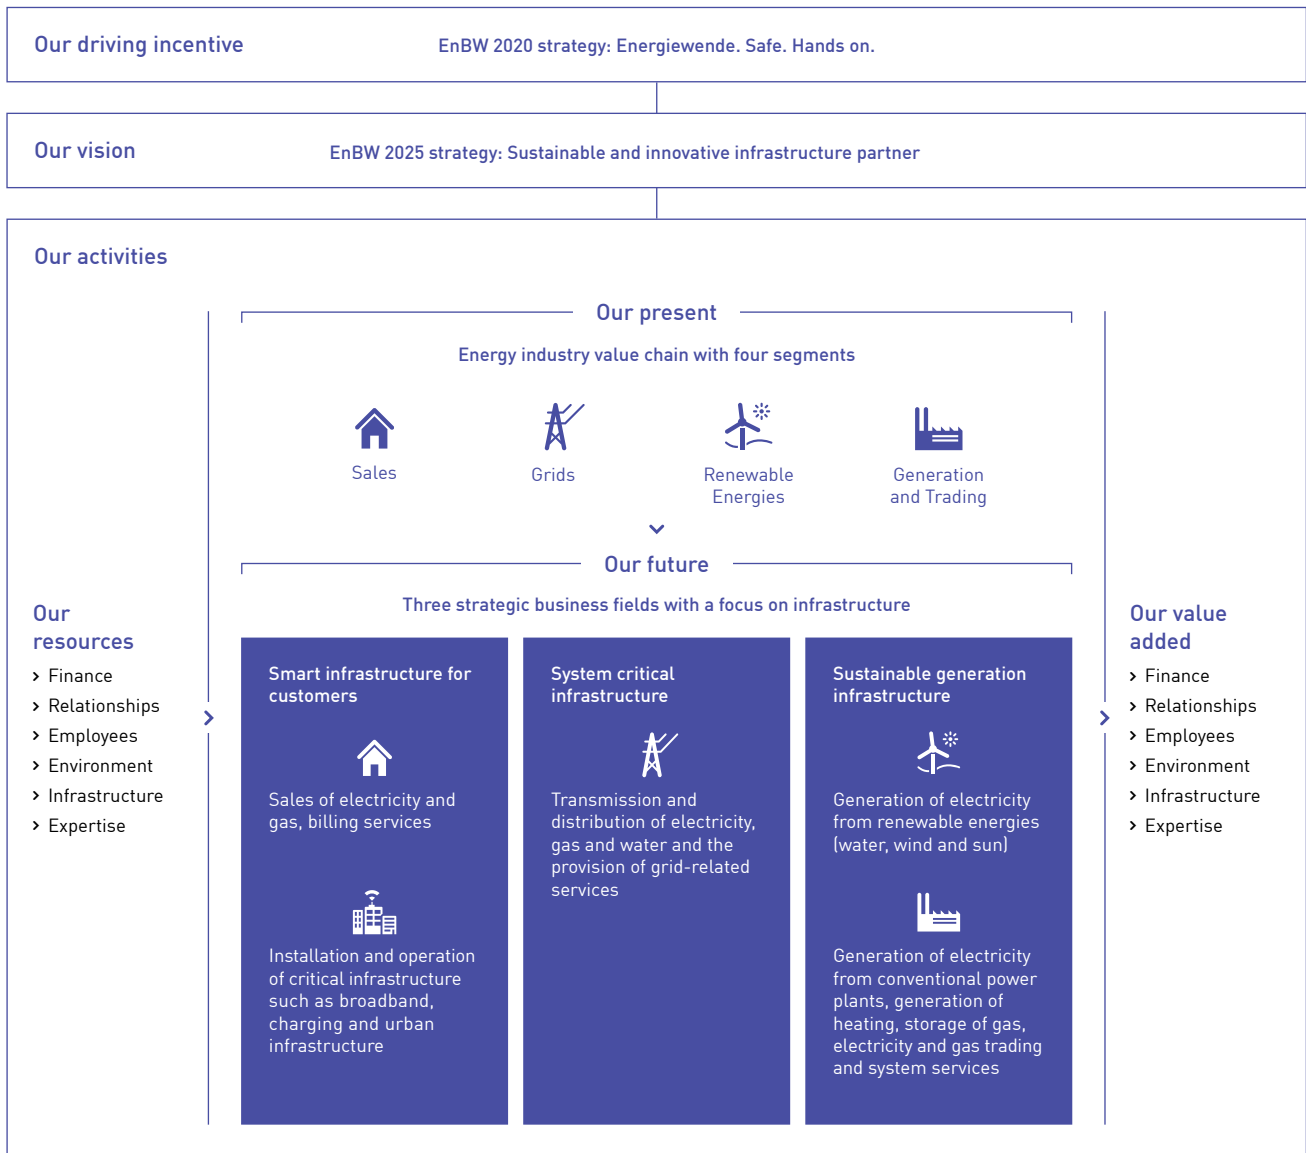 Our driving incentive
EnBW 2020 strategy: Energiewende. Safe. Hands on.
Our vision
EnBW 2025 strategy: Sustainable and innovative infrastructure partner
Our activities
Our present
Energy industry value chain with four segments
Sales
Grids
Renewable
Energies
Generation
and Trading
Our future
Three strategic business fields with a focus on infrastructure
Our
resources
Finance
Relationships
Employees
Environment
Infrastructure
Expertise
Smart infrastructure for
customers
Sales of electricity and
gas, billing services
Installation and operation
of critical infrastructure
such as broadband,
charging and urban
infrastructure
System critical
infrastructure
Transmission and
distribution of electricity,
gas and water and the
provision of grid-related
services
Sustainable generation
infrastructure
Generation of electricity
from renewable energies
(water, wind and sun)
Generation of electricity
from conventional power
plants, generation of
heating, storage of gas,
electricity and gas trading
and system services
Our value
added
Finance
Relationships
Employees
Environment
Infrastructure
Expertise